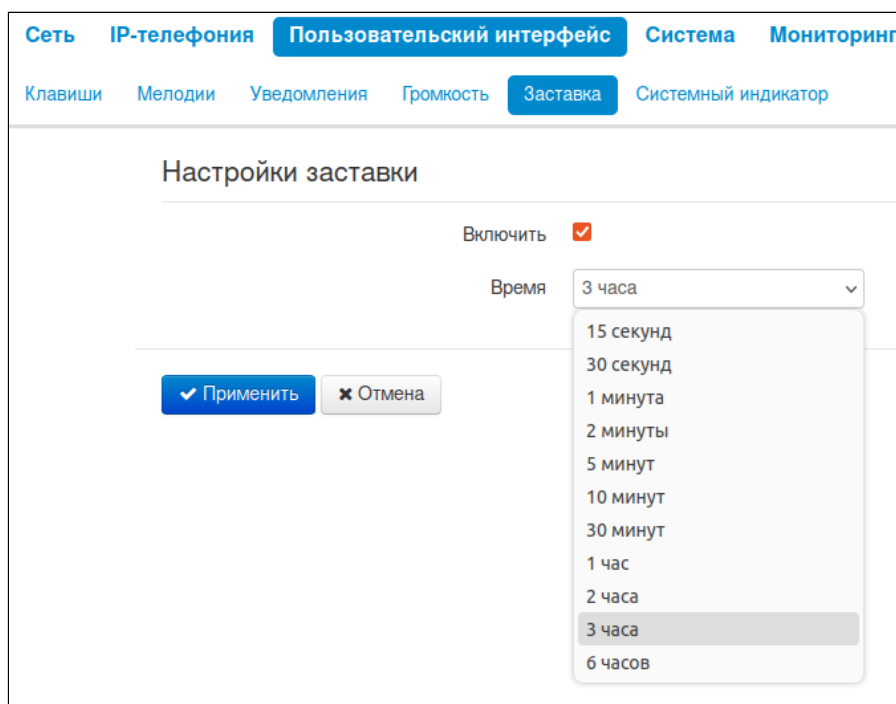 Сеть IP-телефония Пользовательский интерфейс Система Мониторинг
Клавиши Мелодии Уведомления Громкость Заставка Системный индикатор
Настройки заставки
Включить
Время 3 часа
15 секунд
30 секунд
1 минута
2 минуты
5 минут
10 минут
30 минут
1 час
2 часа
3 часа
6 часов
Применить Отмена